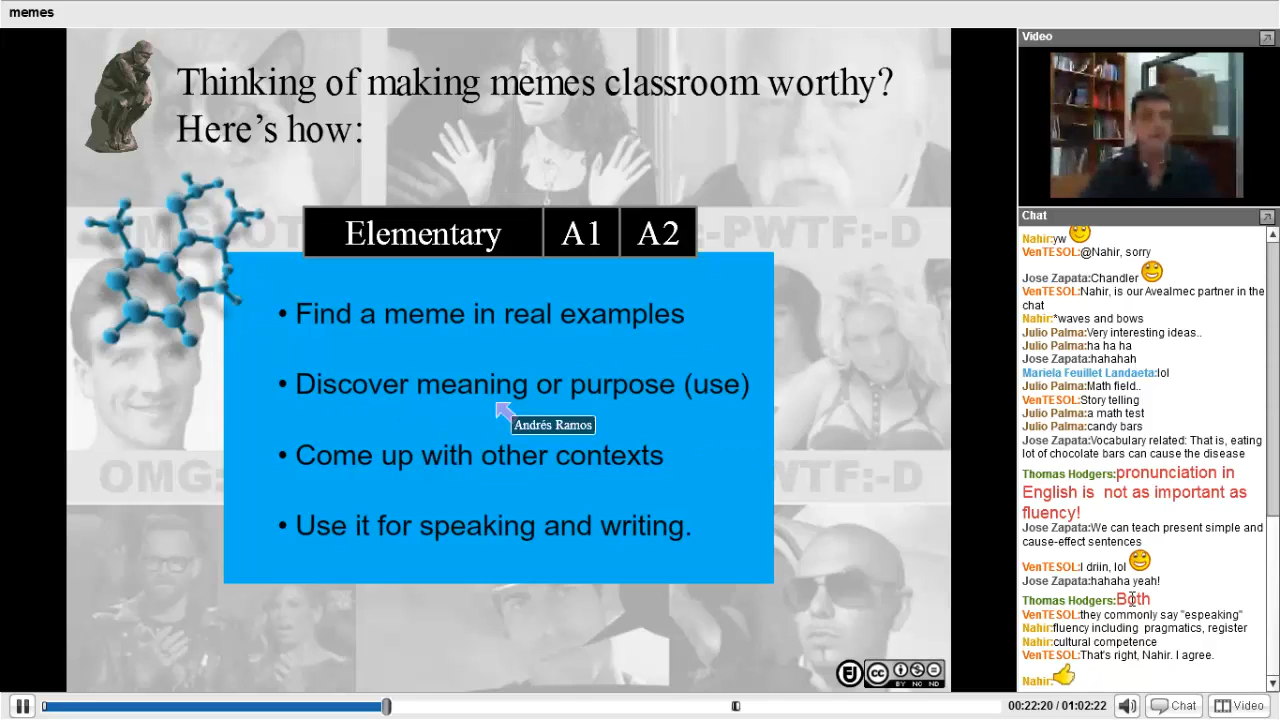 memes
Thinking of making memes classroom worthy?
Here's how:
Elementary A1 A2
• Find a meme in real examples
• Discover meaning or purpose (use)
Andrés Ramos
• Come up with other contexts
• Use it for speaking and writing.
OMG
OT
-PWTF:-D
OMG:
-D
FJ
cc
BY NC ND
Video
Chat
Nahir:yw
VenTESOL:@Nahir, sorry
Jose Zapata:Chandler
VenTESOL:Nahir, is our Avealmec partner in the
chat
Nahir:*waves and bows
Julio Palma:Very interesting ideas..
Julio Palma:ha ha ha
Jose Zapata:hahahah
Mariela Feuillet Landaeta:lol
Julio Palma:Math field..
VenTESOL:Story telling
Julio Palma:a math test
Julio Palma:candy bars
Jose Zapata:Vocabulary related: That is, eating
lot of chocolate bars can cause the disease
Thomas Hodgers:pronunciation in
English is not as important as
fluency!
Jose Zapata:We can teach present simple and
cause-effect sentences
VenTESOL:I driin, lol
Jose Zapata:hahaha yeah!
Thomas Hodgers:Both
VenTESOL:they commonly say "espeaking"
Nahir:fluency including pragmatics, register
Nahir:cultural competence
VenTESOL:That's right, Nahir. I agree.
Nahir:
00:22:20 / 01:02:22
Chat
Video